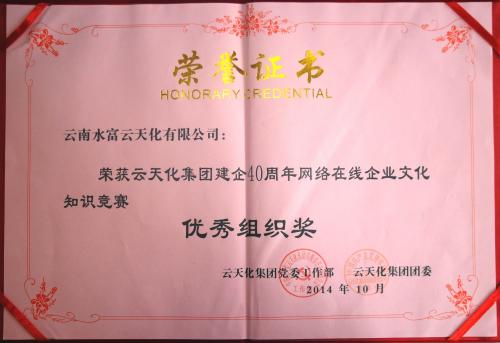 荣誉证书
HONORARY CREDENTIAL
云南水富云天化有限公司：
荣获云天化集团建企40周年网络在线企业文化
知识竞赛
优秀组织奖
云天化集团党委工作部 云天化集团团委
2014 年 10 月